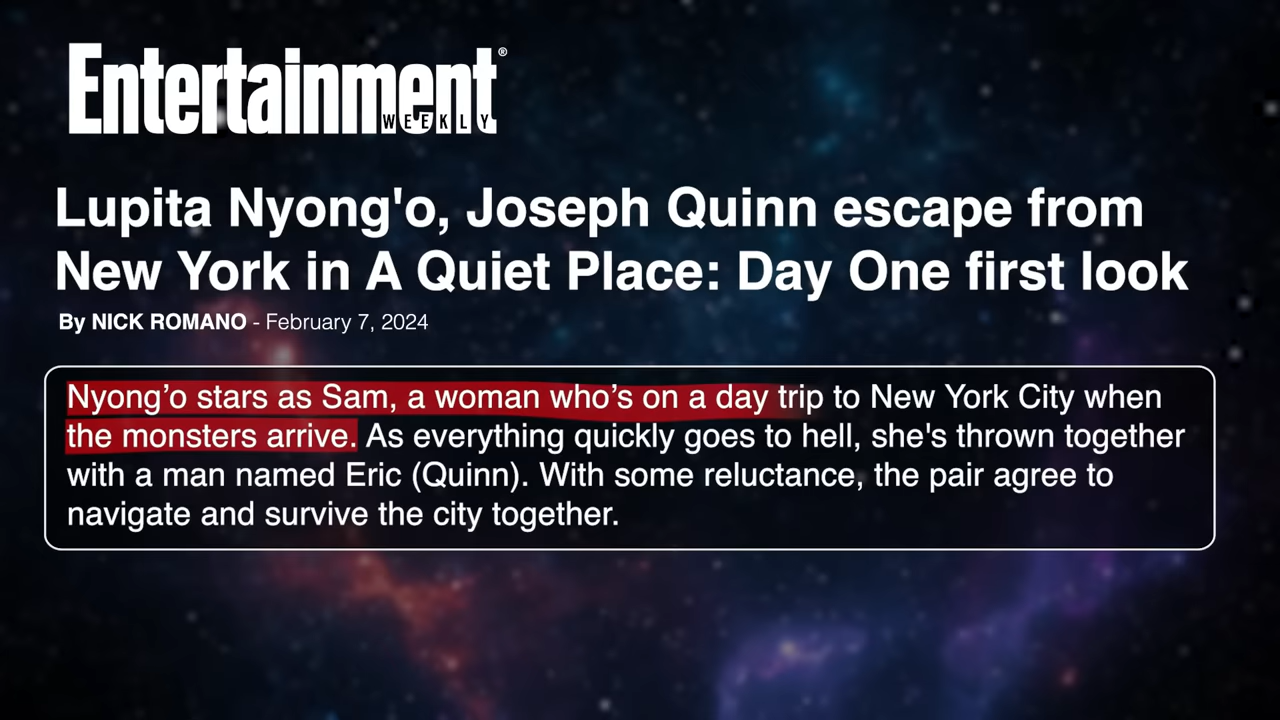 Entertainment®
WEEKLY
Lupita Nyong'o, Joseph Quinn escape from
New York in A Quiet Place: Day One first look
By NICK ROMANO - February 7, 2024
Nyong’o stars as Sam, a woman who’s on a day trip to New York City when
the monsters arrive. As everything quickly goes to hell, she's thrown together
with a man named Eric (Quinn). With some reluctance, the pair agree to
navigate and survive the city together.